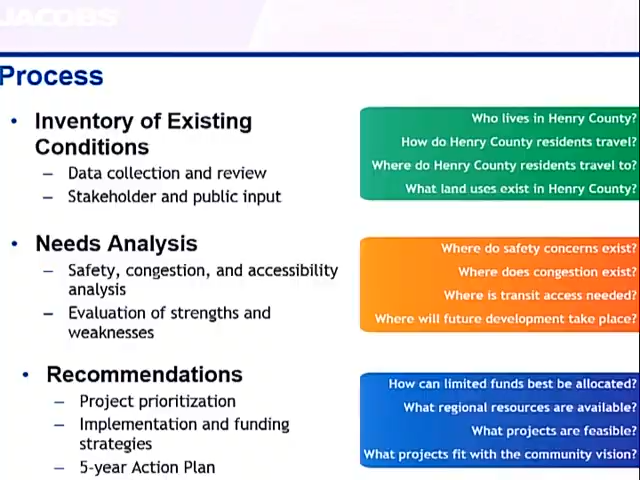 JACOBS
Process
• Inventory of Existing
Conditions
– Data collection and review
– Stakeholder and public input
Who lives in Henry County?
How do Henry County residents travel?
Where do Henry County residents travel to?
What land uses exist in Henry County?
• Needs Analysis
– Safety, congestion, and accessibility
analysis
– Evaluation of strengths and
weaknesses
Where do safety concerns exist?
Where does congestion exist?
Where is transit access needed?
Where will future development take place?
• Recommendations
– Project prioritization
– Implementation and funding
strategies
– 5-year Action Plan
How can limited funds best be allocated?
What regional resources are available?
What projects are feasible?
What projects fit with the community vision?